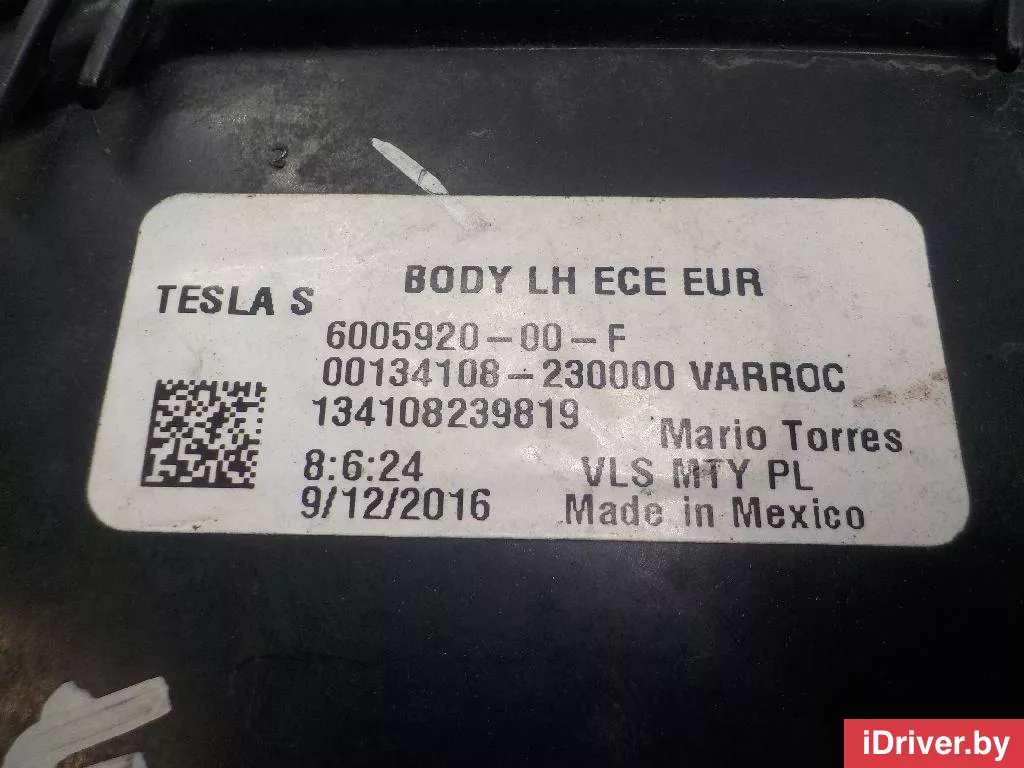 2
BODY LH ECE EUR
TESLA S
6005920-00-F
00134108-230000 VARROC
134108239819
Mario Torres
8:6:24
VLS MTY PL
9/12/2016
Made in Mexico
iDriver.by